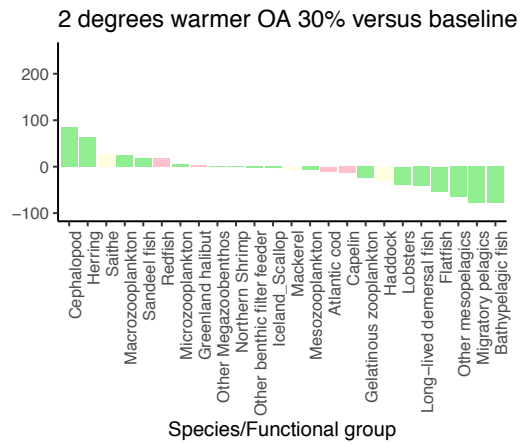 2 degrees warmer OA 30% versus baseline
200
100
0
−100
Cephalopod
Herring
Saithe
Macrozooplankton
Sandeel fish
Redfish
Microzooplankton
Greenland halibut
Other Megazoobenthos
Northern Shrimp
Other benthic filter feeder
Iceland_Scallop
Mackerel
Mesozooplankton
Atlantic cod
Capelin
Gelatinous zooplankton
Haddock
Lobsters
Long−lived demersal fish
Flatfish
Other mesopelagics
Migratory pelagics
Bathypelagic fish
Species/Functional group